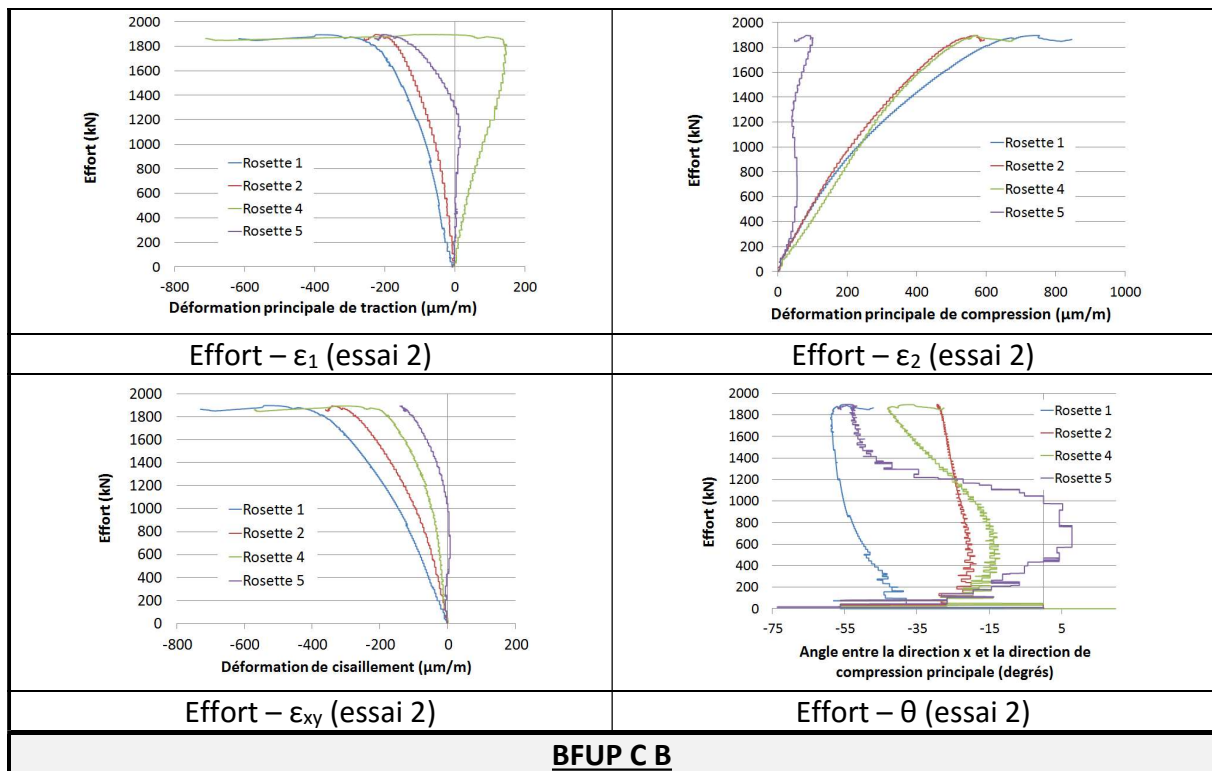 2000
1800
1600
1400
1200
1000
800
600
400
200
0
Effort (kN)
Rosette 1
Rosette 2
Rosette 4
Rosette 5
-800 -600 -400 -200 0 200
Déformation principale de traction (µm/m)
2000
1800
1600
1400
1200
1000
800
600
400
200
0
Effort (kN)
Rosette 1
Rosette 2
Rosette 4
Rosette 5
0 200 400 600 800 1000
Déformation principale de compression (µm/m)
Effort – ε1 (essai 2)
Effort – ε2 (essai 2)
2000
1800
1600
1400
1200
1000
800
600
400
200
0
Effort (kN)
Rosette 1
Rosette 2
Rosette 4
Rosette 5
-800 -600 -400 -200 0 200
Déformation de cisaillement (µm/m)
2000
1800
1600
1400
1200
1000
800
600
400
200
0
Effort (kN)
Rosette 1
Rosette 2
Rosette 4
Rosette 5
-75 -55 -35 -15 5
Angle entre la direction x et la direction de
compression principale (degrés)
Effort – εxy (essai 2)
Effort – θ (essai 2)
BFUP C B